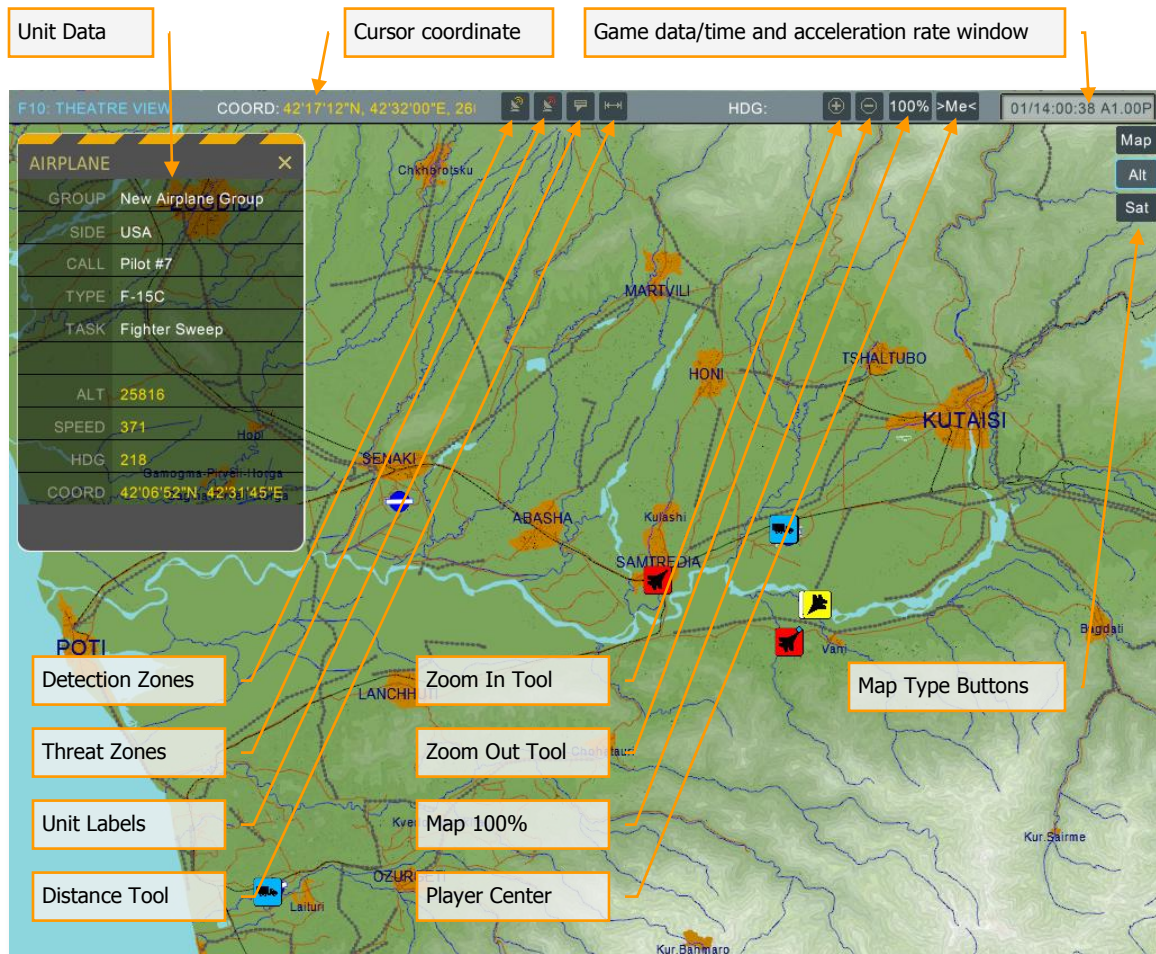 Unit Data
Cursor coordinate
Game data/time and acceleration rate window
F10: THEATRE VIEW
COORD: 42'17'12"N, 42'32'00"E, 26
HDG:
100%
>Me<
01/14:00:38 A1.00P
Map
Alt
Sat
AIRPLANE
GROUP New Airplane Group
SIDE USA
CALL Pilot #7
TYPE F-15C
TASK Fighter Sweep
ALT 25816
SPEED 371
HDG 218
COORD 42'06'52"N, 42'31'45"E
Chkhorotsku
MARTVILI
TSHALTUBO
HONI
KUTAISI
Hobi
SENAKI
ABASHA
Kulashi
SAMTREDIA
Vani
Bagdati
POTI
LANCHHUTI
Detection Zones
Zoom In Tool
Map Type Buttons
Threat Zones
Zoom Out Tool
Unit Labels
Map 100%
Kur.Sairme
OZURGETI
Distance Tool
Player Center
Laituri
Kur.Bahmaro